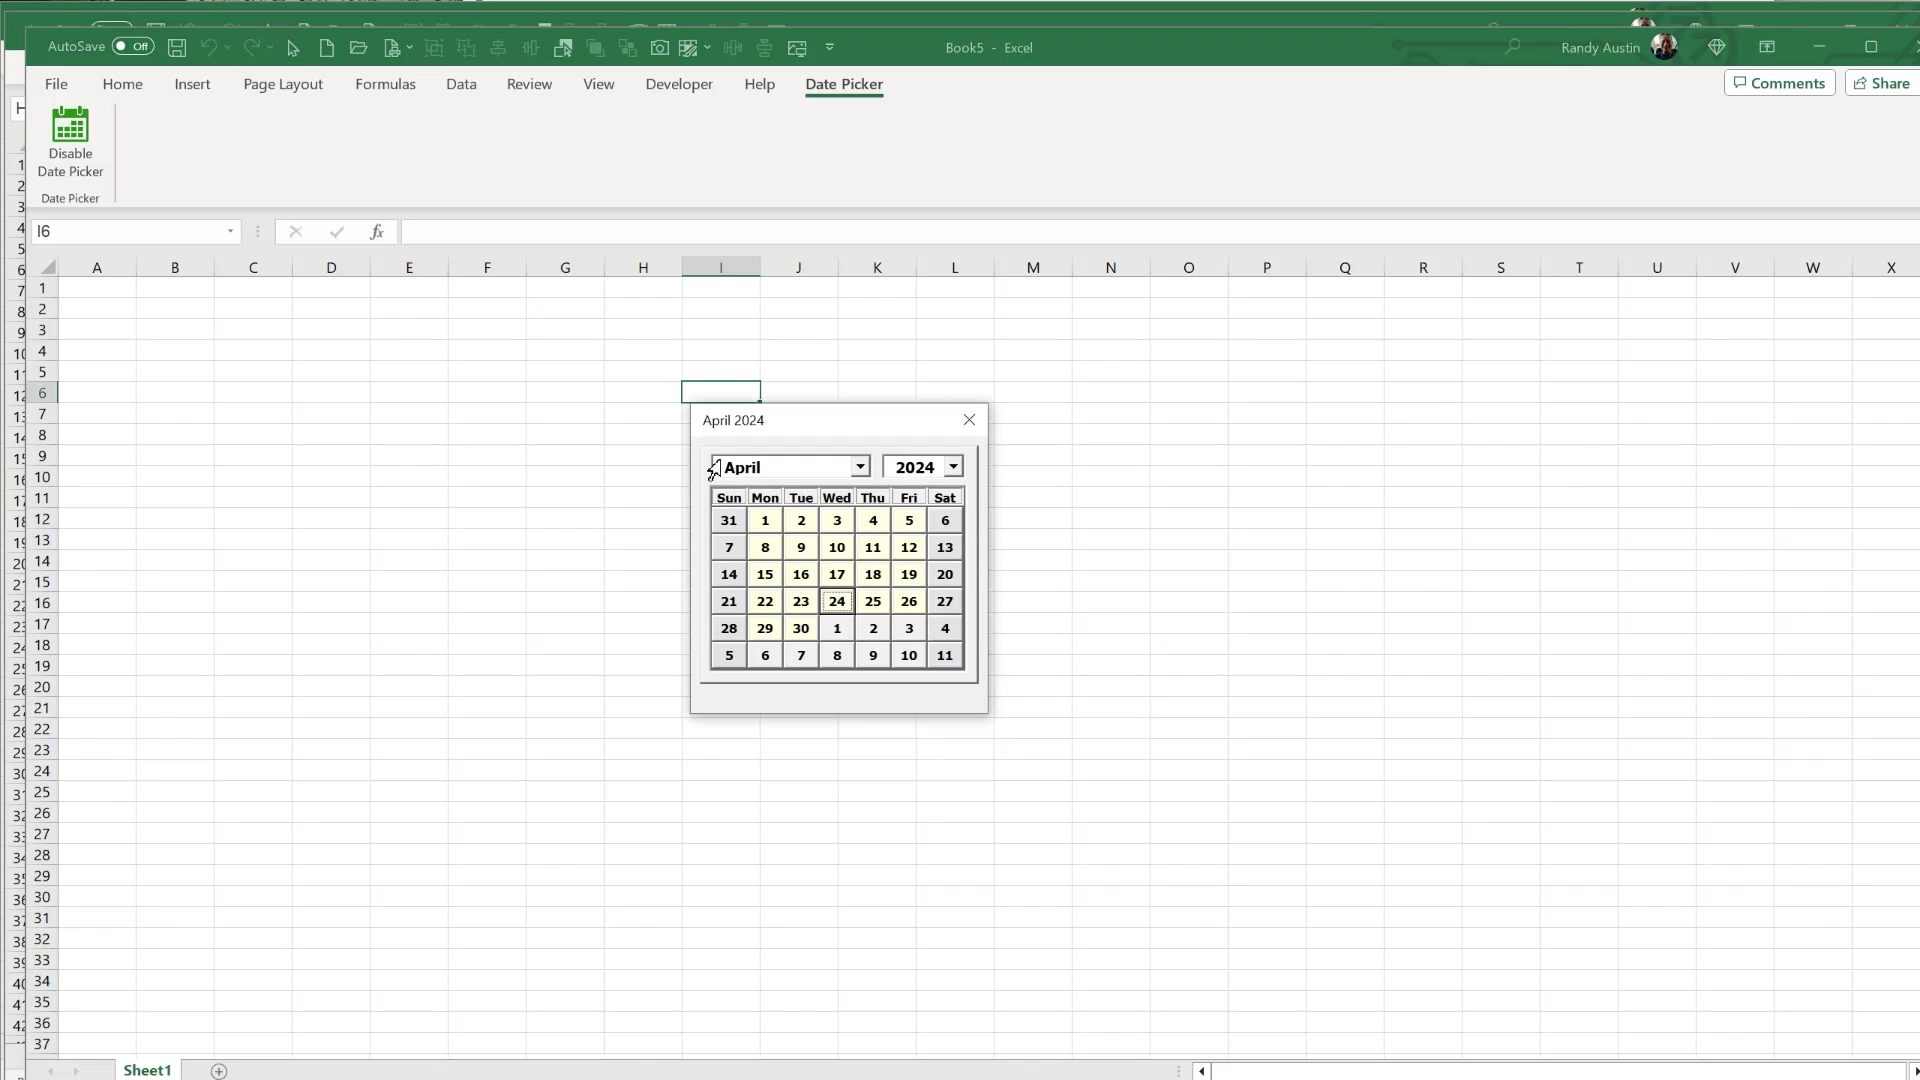 AutoSave Off Book5 - Excel Randy Austin
File Home Insert Page Layout Formulas Data Review View Developer Help Date Picker Comments Share
Disable
Date Picker
Date Picker
I6 fx
A B C D E F G H I J K L M N O P Q R S T U V W X
1
2
3
4
5
6
7
8
9
10
11
12
13
14
15
16
17
18
19
20
21
22
23
24
25
26
27
28
29
30
31
32
33
34
35
36
37
April 2024
April 2024
Sun Mon Tue Wed Thu Fri Sat
31 1 2 3 4 5 6
7 8 9 10 11 12 13
14 15 16 17 18 19 20
21 22 23 24 25 26 27
28 29 30 1 2 3 4
5 6 7 8 9 10 11
Sheet1